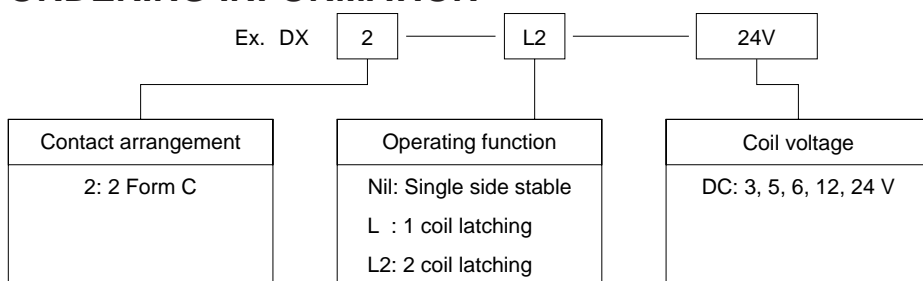 Ex. DX 2 L2 24V
Contact arrangement
2: 2 Form C
Operating function
Nil: Single side stable
L : 1 coil latching
L2: 2 coil latching
Coil voltage
DC: 3, 5, 6, 12, 24 V